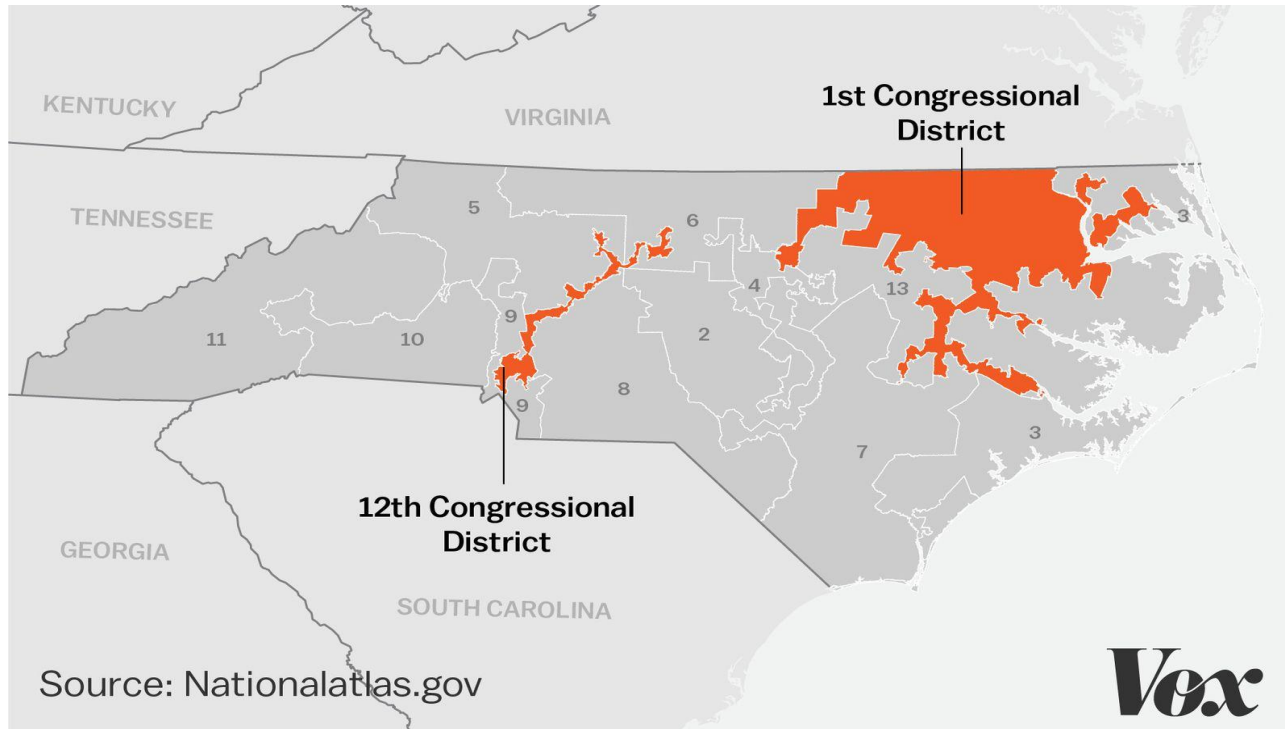 KENTUCKY
VIRGINIA
1st Congressional
District
TENNESSEE
5
6
3
4
13
9
11
10
2
9
8
7
3
12th Congressional
District
GEORGIA
SOUTH CAROLINA
Source: Nationalatlas.gov
Vox